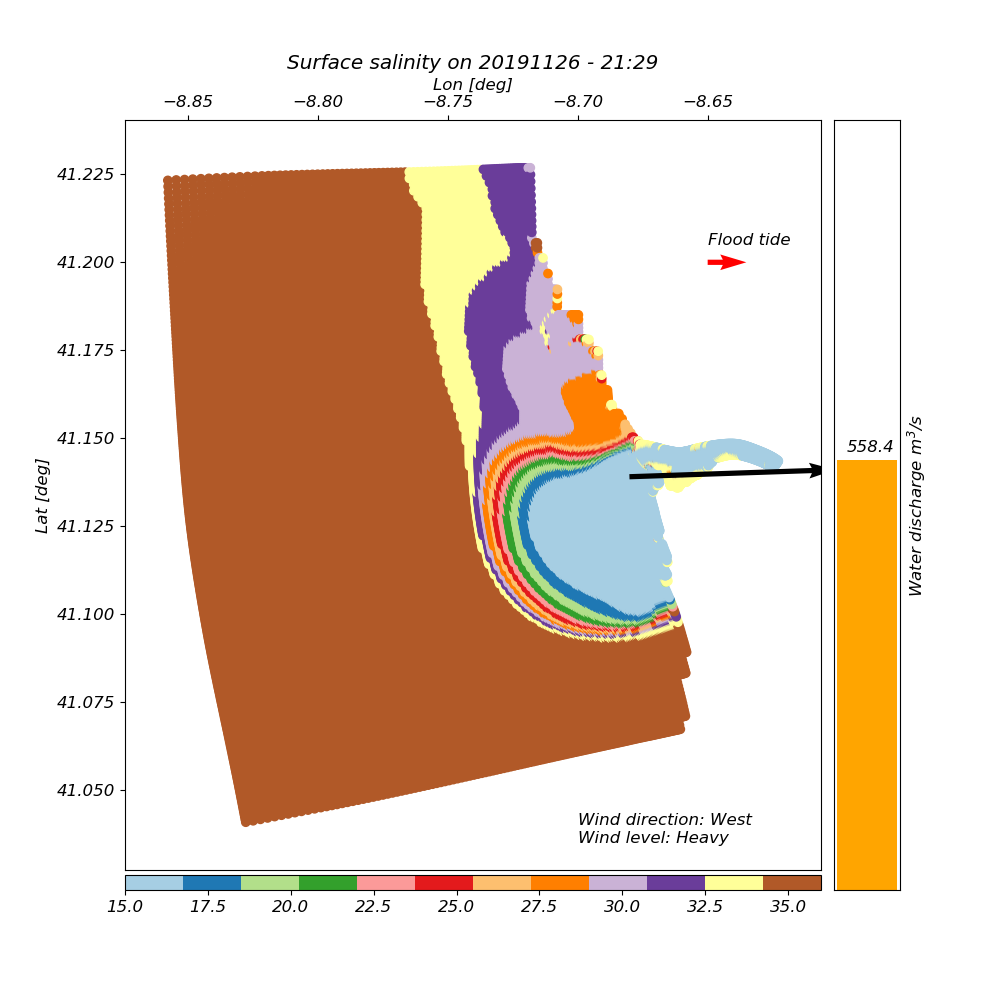 Surface salinity on 20191126 - 21:29
Lon [deg]
−8.85 −8.80 −8.75 −8.70 −8.65
41.225
41.200
41.175
41.150
41.125
41.100
41.075
41.050
Lat [deg]
Flood tide
Wind direction: West
Wind level: Heavy
558.4
Water discharge m³/s
15.0 17.5 20.0 22.5 25.0 27.5 30.0 32.5 35.0